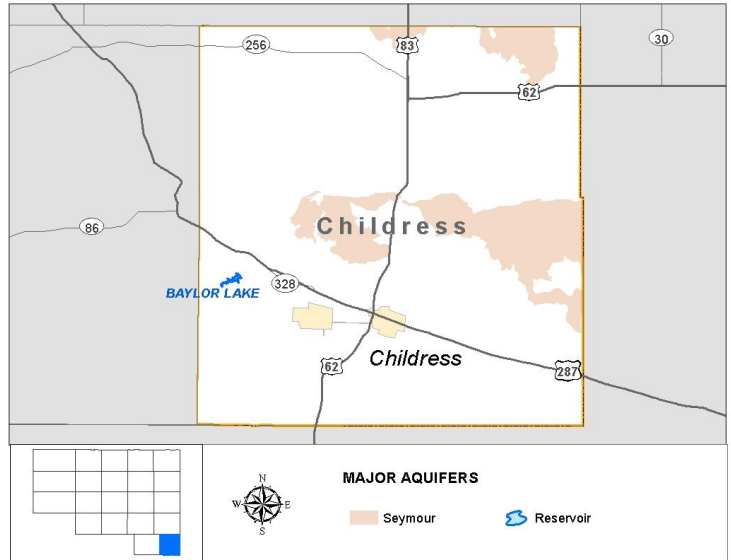 256
83
30
62
Childress
86
BAYLOR LAKE
328
Childress
62
287
N
W E
S
MAJOR AQUIFERS
Seymour
Reservoir